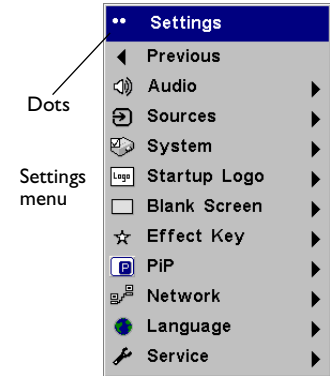 Settings
Previous
Audio
Dots
Sources
System
Settings
menu
Logo
Startup Logo
Blank Screen
Effect Key
P
PiP
Network
Language
Service